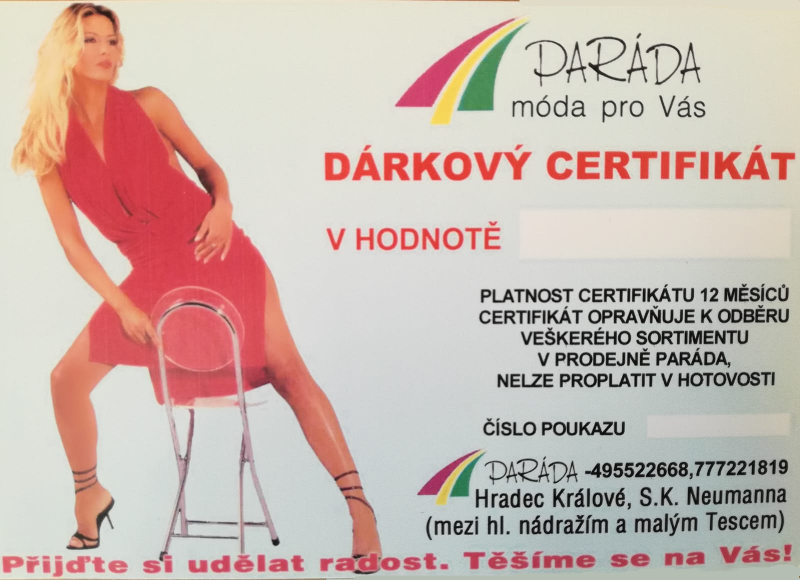 PARÁDA
móda pro Vás
DÁRKOVÝ CERTIFIKÁT
V HODNOTĚ
PLATNOST CERTIFIKÁTU 12 MĚSÍCŮ
CERTIFIKÁT OPRAVŇUJE K ODBĚRU
VEŠKERÉHO SORTIMENTU
V PRODEJNĚ PARÁDA,
NELZE PROPLATIT V HOTOVOSTI
ČÍSLO POUKAZU
PARÁDA -495522668,777221819
Hradec Králové, S.K. Neumanna
(mezi hl. nádražím a malým Tescem)
Přijďte si udělat radost. Těšíme se na Vás!